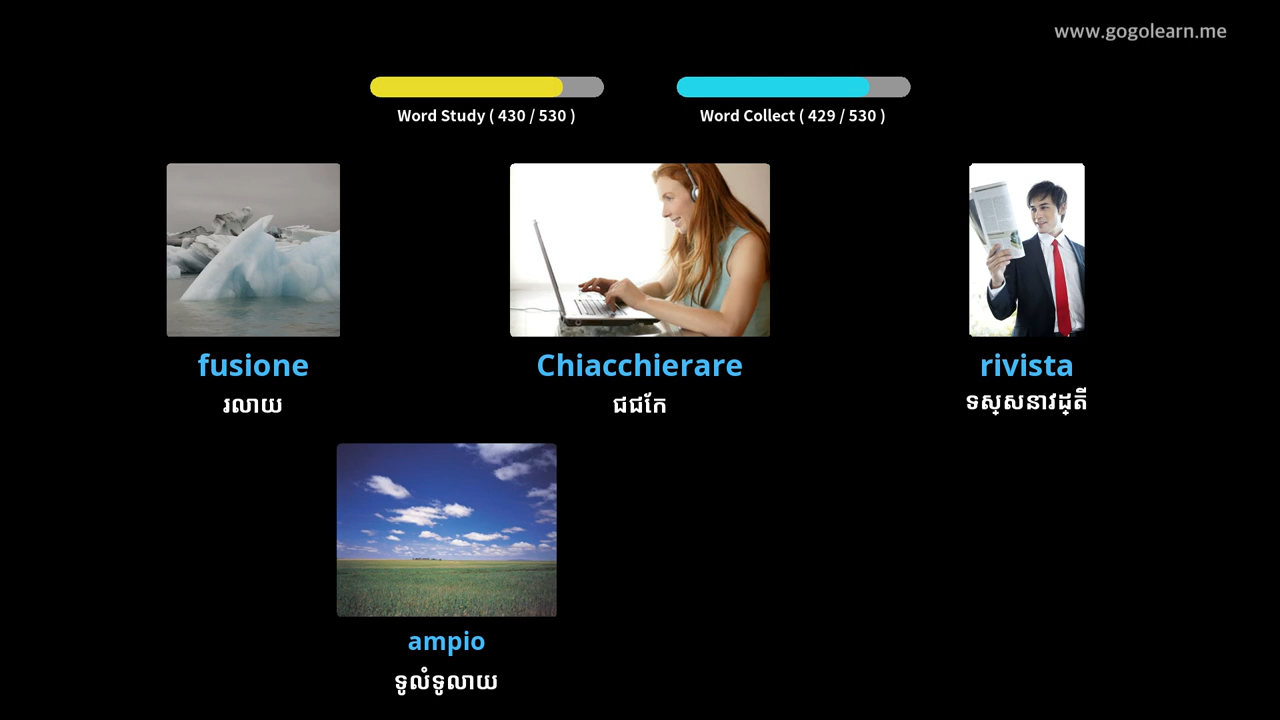 www.gogolearn.me
Word Study ( 430 / 530 )
Word Collect ( 429 / 530 )
fusione
រលាយ
Chiacchierare
ជជកែ
rivista
ទស្សនាវដ្តី
ampio
ទូលំទូលាយ